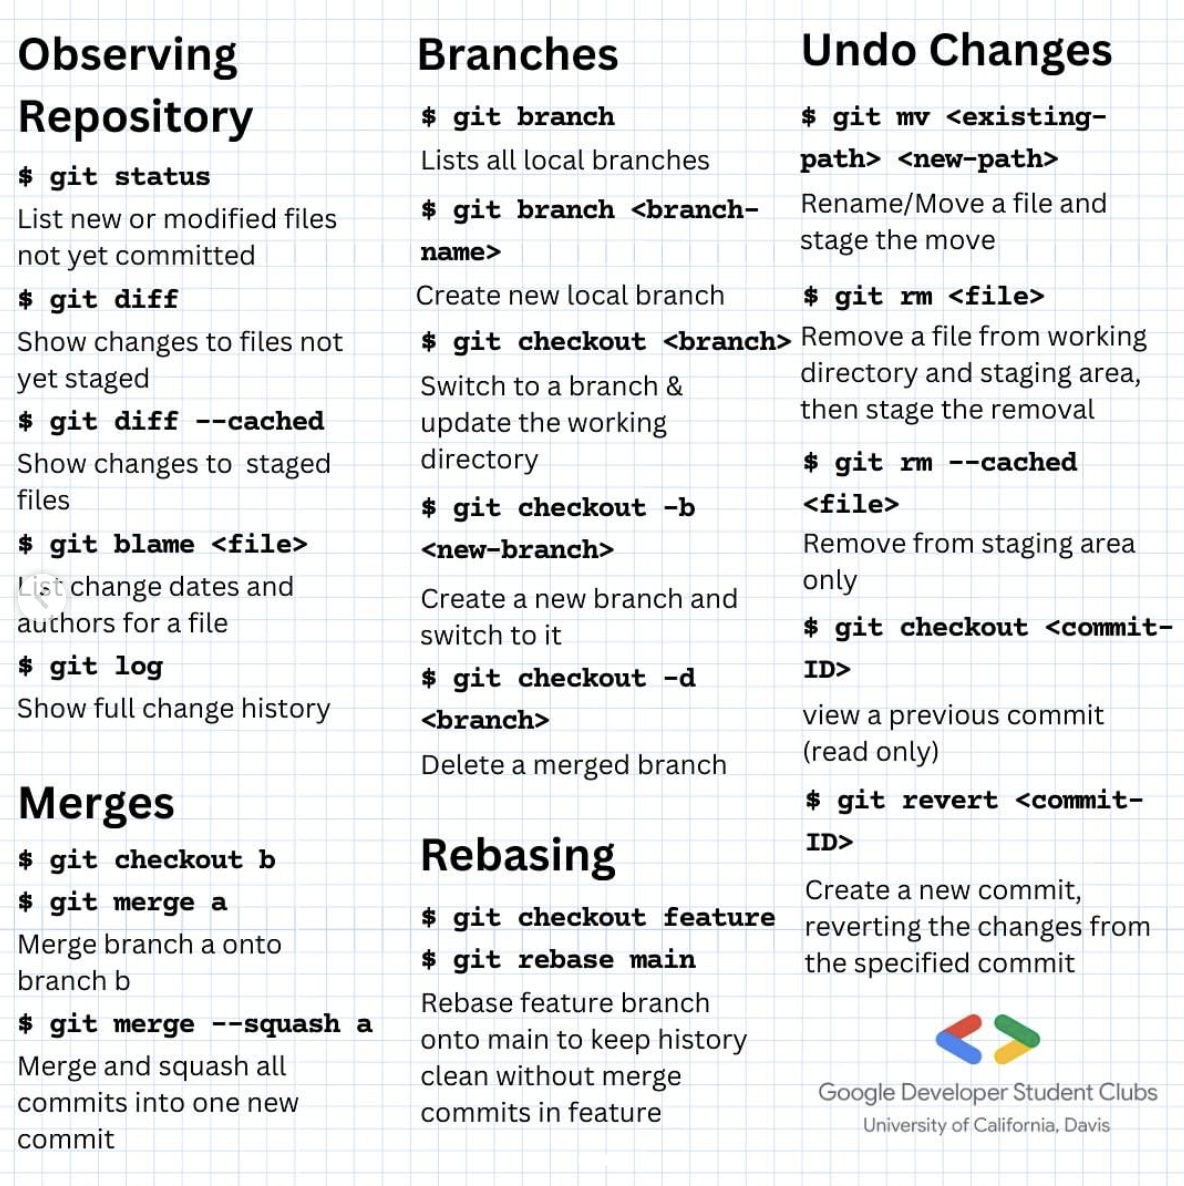 Observing
Repository
$ git status
List new or modified files
not yet committed
$ git diff
Show changes to files not
yet staged
$ git diff --cached
Show changes to  staged
files
$ git blame <file>
List change dates and
authors for a file
$ git log
Show full change history
Merges
$ git checkout b
$ git merge a
Merge branch a onto
branch b
$ git merge --squash a
Merge and squash all
commits into one new
commit
Branches
$ git branch
Lists all local branches
$ git branch <branch-
name>
Create new local branch
$ git checkout <branch>
Switch to a branch &
update the working
directory
$ git checkout -b
<new-branch>
Create a new branch and
switch to it
$ git checkout -d
<branch>
Delete a merged branch
Rebasing
$ git checkout feature
$ git rebase main
Rebase feature branch
onto main to keep history
clean without merge
commits in feature
Undo Changes
$ git mv <existing-
path> <new-path>
Rename/Move a file and
stage the move
$ git rm <file>
Remove a file from working
directory and staging area,
then stage the removal
$ git rm --cached
<file>
Remove from staging area
only
$ git checkout <commit-
ID>
view a previous commit
(read only)
$ git revert <commit-
ID>
Create a new commit,
reverting the changes from
the specified commit
Google Developer Student Clubs
University of California, Davis